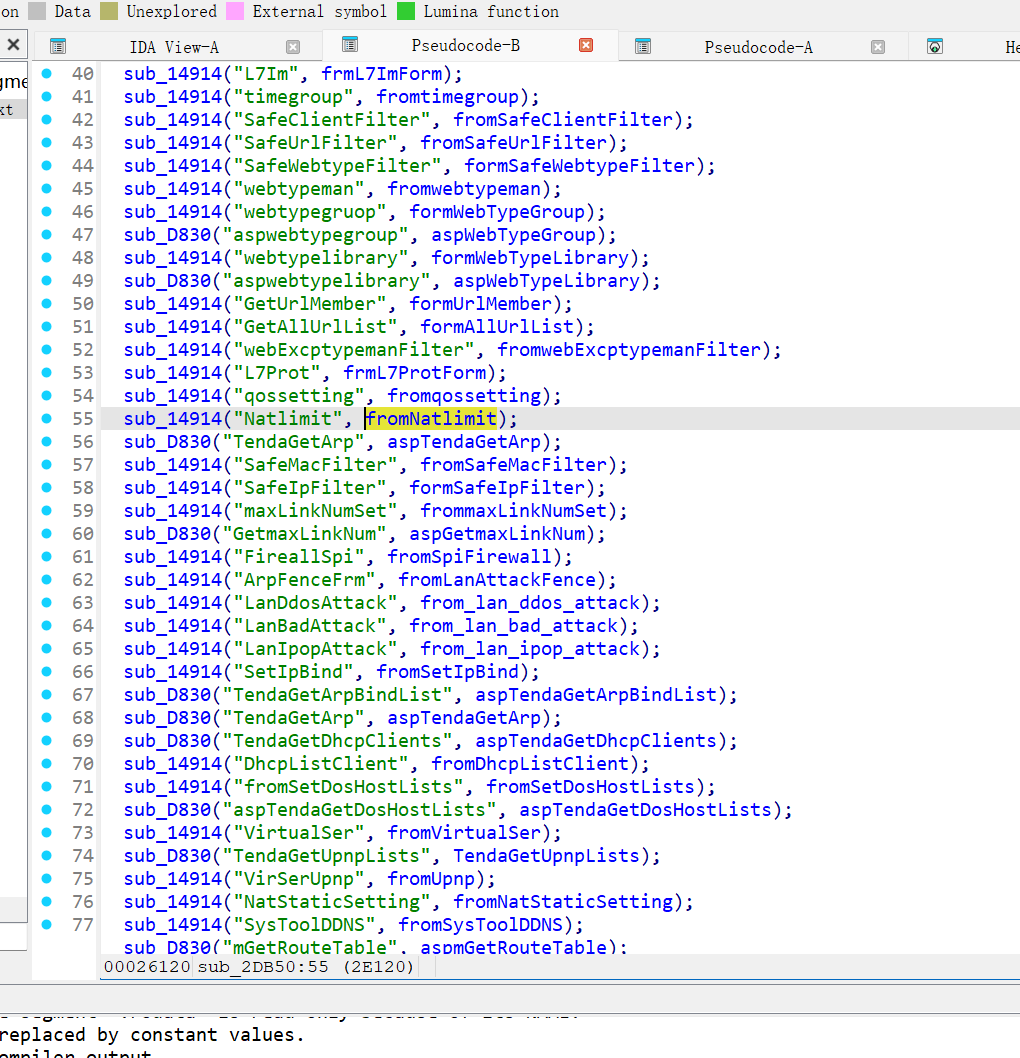 on Data Unexplored External symbol Lumina function
IDA View-A Pseudocode-B Pseudocode-A He
gme
xt
40 sub_14914("L7Im", frmL7ImForm);
41 sub_14914("timegroup", fromtimegroup);
42 sub_14914("SafeClientFilter", fromSafeClientFilter);
43 sub_14914("SafeUrlFilter", fromSafeUrlFilter);
44 sub_14914("SafeWebtypeFilter", formSafeWebtypeFilter);
45 sub_14914("webtypeman", fromwebtypeman);
46 sub_14914("webtypegruop", formWebTypeGroup);
47 sub_D830("aspwebtypegroup", aspWebTypeGroup);
48 sub_14914("webtypelibrary", formWebTypeLibrary);
49 sub_D830("aspwebtypelibrary", aspWebTypeLibrary);
50 sub_14914("GetUrlMember", formUrlMember);
51 sub_14914("GetAllUrlList", formAllUrlList);
52 sub_14914("webExcptypemanFilter", fromwebExcptypemanFilter);
53 sub_14914("L7Prot", frmL7ProtForm);
54 sub_14914("qossetting", fromqossetting);
55 sub_14914("Natlimit", fromNatlimit);
56 sub_D830("TendaGetArp", aspTendaGetArp);
57 sub_14914("SafeMacFilter", fromSafeMacFilter);
58 sub_14914("SafeIpFilter", formSafeIpFilter);
59 sub_14914("maxLinkNumSet", frommaxLinkNumSet);
60 sub_D830("GetmaxLinkNum", aspGetmaxLinkNum);
61 sub_14914("FireallSpi", fromSpiFirewall);
62 sub_14914("ArpFenceFrm", fromLanAttackFence);
63 sub_14914("LanDdosAttack", from_lan_ddos_attack);
64 sub_14914("LanBadAttack", from_lan_bad_attack);
65 sub_14914("LanIpopAttack", from_lan_ipop_attack);
66 sub_14914("SetIpBind", fromSetIpBind);
67 sub_D830("TendaGetArpBindList", aspTendaGetArpBindList);
68 sub_D830("TendaGetArp", aspTendaGetArp);
69 sub_D830("TendaGetDhcpClients", aspTendaGetDhcpClients);
70 sub_14914("DhcpListClient", fromDhcpListClient);
71 sub_14914("fromSetDosHostLists", fromSetDosHostLists);
72 sub_D830("aspTendaGetDosHostLists", aspTendaGetDosHostLists);
73 sub_14914("VirtualSer", fromVirtualSer);
74 sub_D830("TendaGetUpnpLists", TendaGetUpnpLists);
75 sub_14914("VirSerUpnp", fromUpnp);
76 sub_14914("NatStaticSetting", fromNatStaticSetting);
77 sub_14914("SysToolDDNS", fromSysToolDDNS);
sub_D830("mGetRouteTable", aspmGetRouteTable);
00026120 sub_2DB50:55 (2E120)
replaced by constant values.
ompiler output